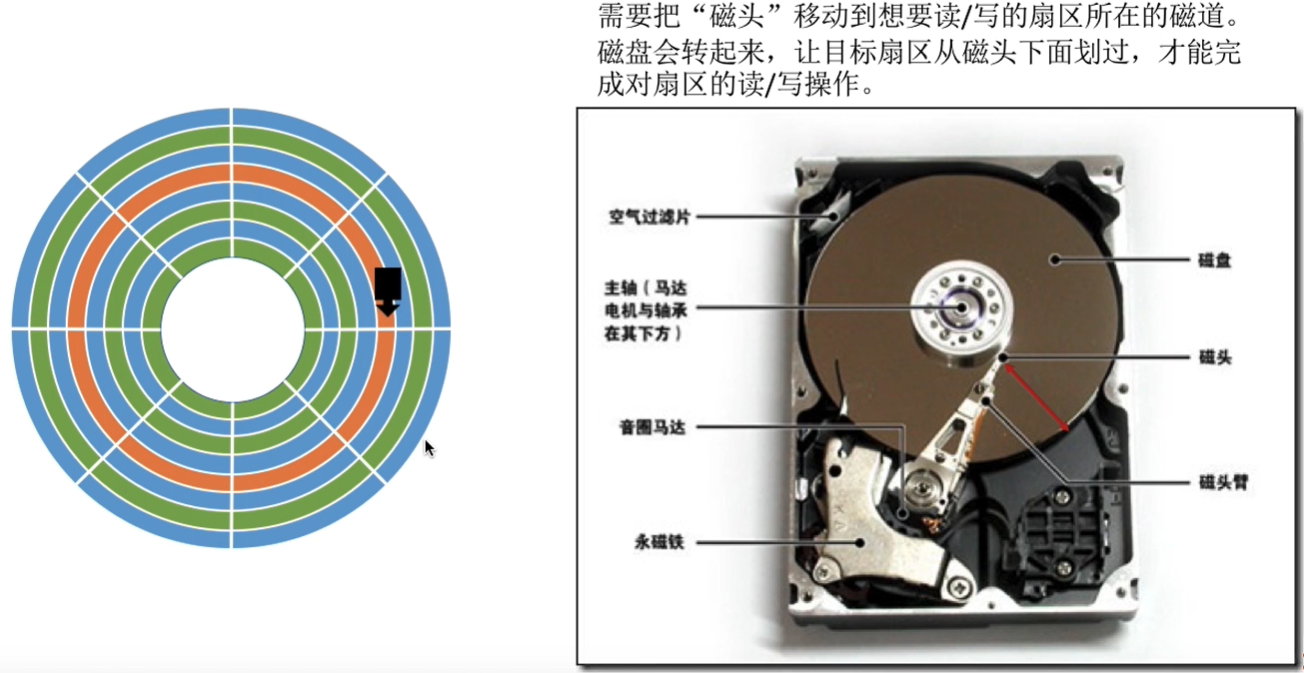 需要把“磁头”移动到想要读/写的扇区所在的磁道。
磁盘会转起来，让目标扇区从磁头下面划过，才能完
成对扇区的读/写操作。
空气过滤片
主轴（马达
电机与轴承
在其下方）
音圈马达
永磁铁
磁盘
磁头
磁头臂